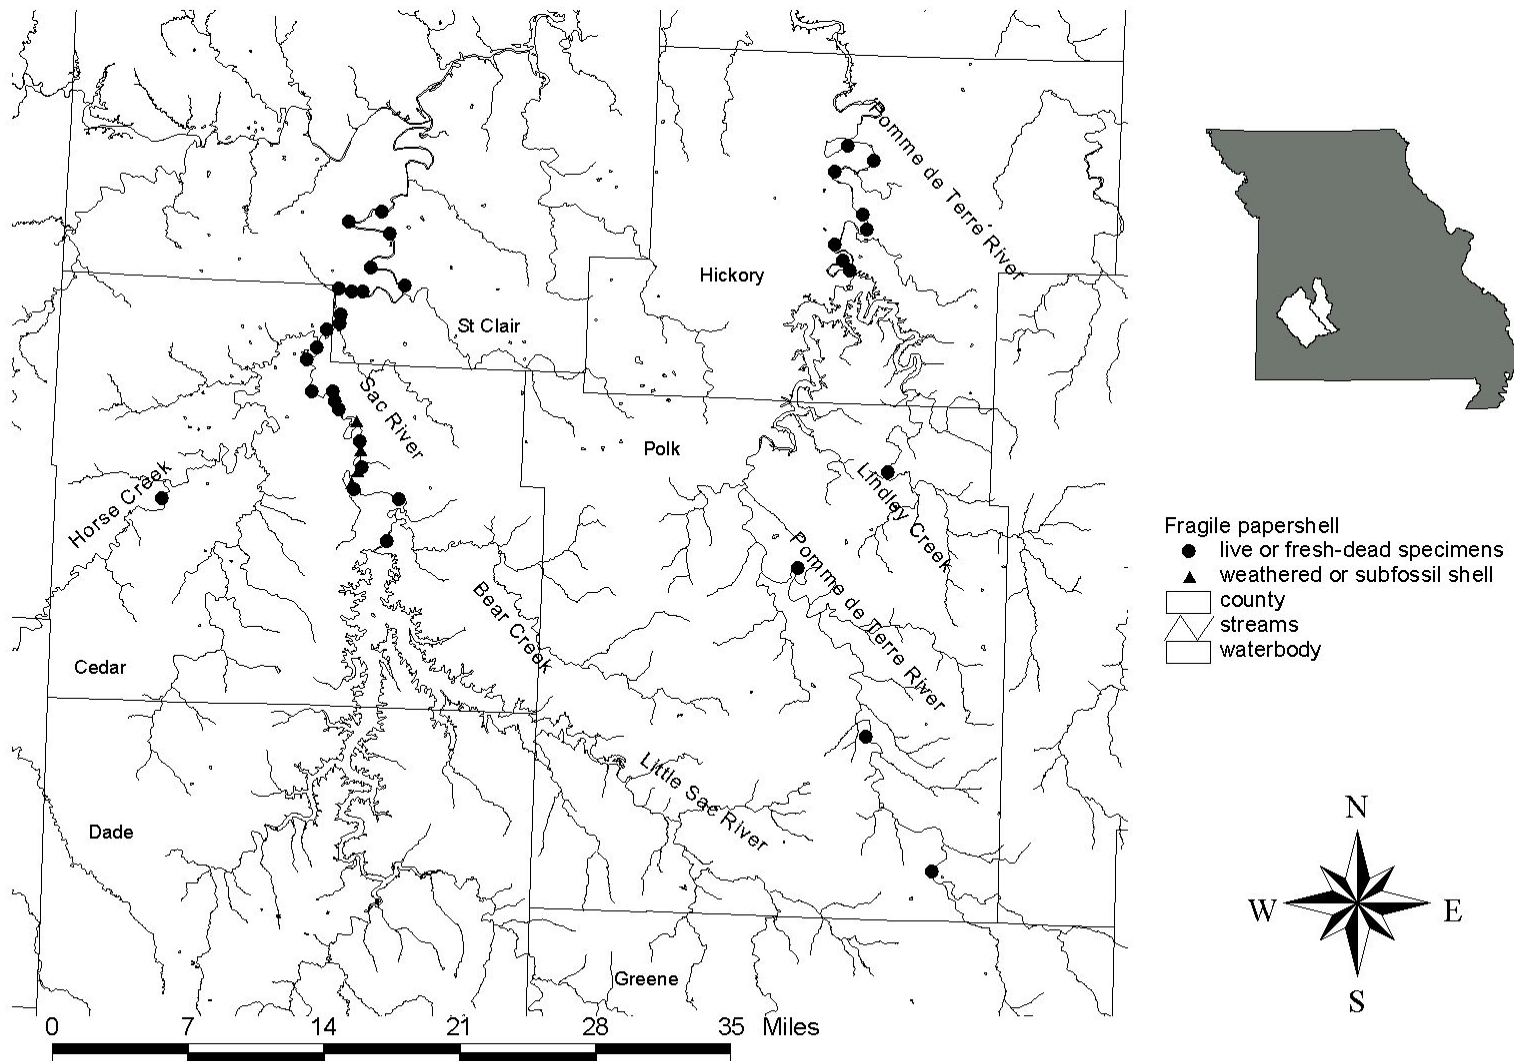 Pomme de Terre River
Hickory
St Clair
Sac River
Polk
Horse Creek
Lindley Creek
Pomme de Terre River
Bear Creek
Cedar
Little Sac River
Dade
Greene
0 7 14 21 28 35 Miles
Fragile papershell
live or fresh-dead specimens
weathered or subfossil shell
county
streams
waterbody
N
W E
S